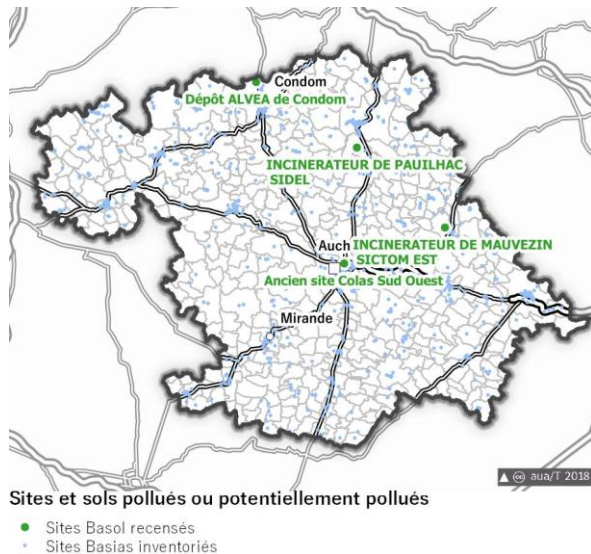 Condom
Dépôt ALVEA de Condom
INCINERATEUR DE PAUILHAC
SIDEL
Auch
INCINERATEUR DE MAUVEZIN
SICTOM EST
Ancien site Colas Sud Ouest
Mirande
cc aua/T 2018
Sites et sols pollués ou potentiellement pollués
Sites Basol recensés
Sites Basias inventoriés